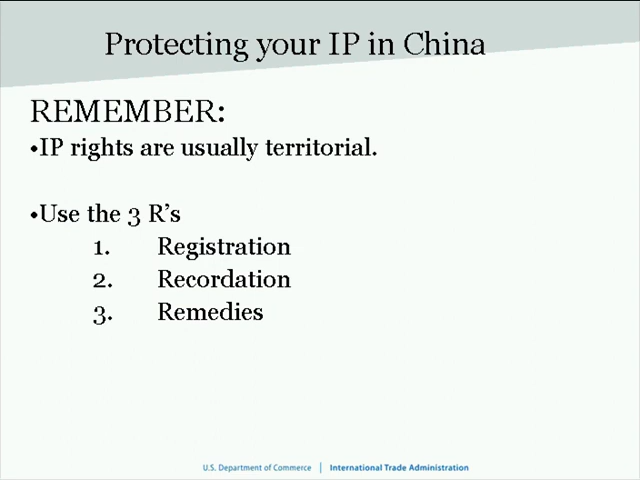 Protecting your IP in China
REMEMBER:
•IP rights are usually territorial.
•Use the 3 R’s
1. Registration
2. Recordation
3. Remedies
U.S. Department of Commerce | International Trade Administration